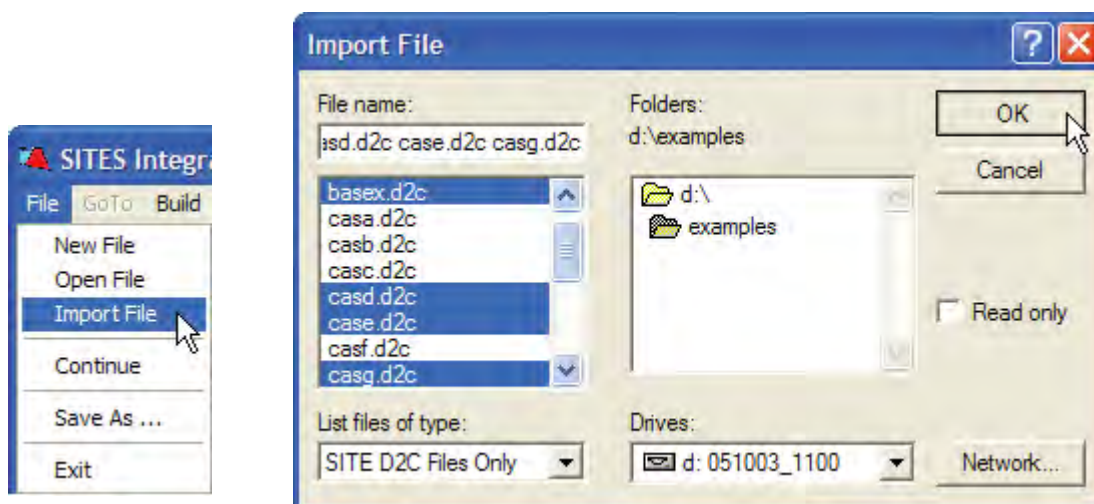 SITES Integr
File GoTo Build
New File
Open File
Import File
Continue
Save As ...
Exit
Import File
File name:
asd.d2c case.d2c casg.d2c
basex.d2c
casa.d2c
casb.d2c
casc.d2c
casd.d2c
case.d2c
casf.d2c
casg.d2c
List files of type:
SITE D2C Files Only
Folders:
d:\examples
d:\
examples
Drives:
d: 051003_1100
OK
Cancel
Read only
Network...